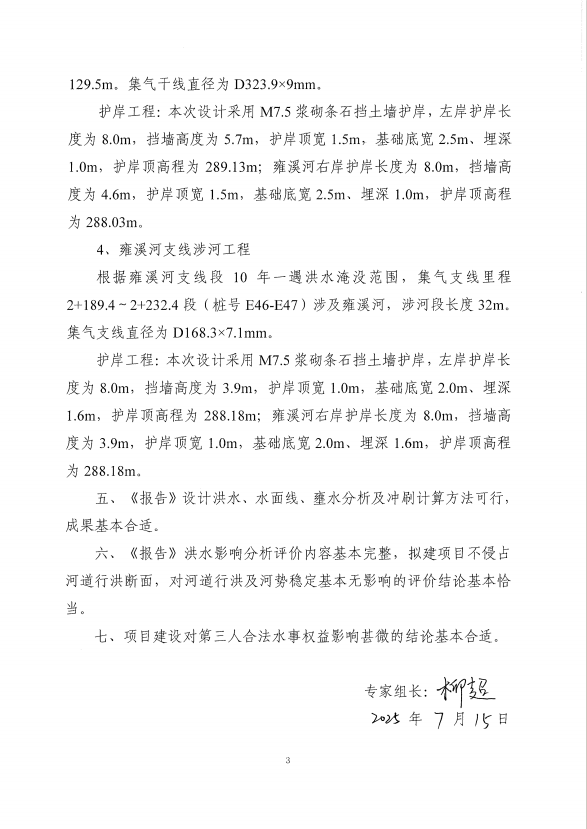 129.5m。集气干线直径为 D323.9×9mm。
护岸工程：本次设计采用 M7.5 浆砌条石挡土墙护岸，左岸护岸长
度为 8.0m，挡墙高度为 5.7m，护岸顶宽 1.5m，基础底宽 2.5m、埋深
1.0m，护岸顶高程为 289.13m；雍溪河右岸护岸长度为 8.0m，挡墙高
度为 4.6m，护岸顶宽 1.5m，基础底宽 2.5m、埋深 1.0m，护岸顶高程
为 288.03m。
4、雍溪河支线涉河工程
根据雍溪河支线段 10 年一遇洪水淹没范围，集气支线里程
2+189.4～2+232.4 段（桩号 E46-E47）涉及雍溪河，涉河段长度 32m。
集气支线直径为 D168.3×7.1mm。
护岸工程：本次设计采用 M7.5 浆砌条石挡土墙护岸，左岸护岸长
度为 8.0m，挡墙高度为 3.9m，护岸顶宽 1.0m，基础底宽 2.0m、埋深
1.6m，护岸顶高程为 288.18m；雍溪河右岸护岸长度为 8.0m，挡墙高
度为 3.9m，护岸顶宽 1.0m，基础底宽 2.0m、埋深 1.6m，护岸顶高程
为 288.18m。
五、《报告》设计洪水、水面线、壅水分析及冲刷计算方法可行，
成果基本合适。
六、《报告》洪水影响分析评价内容基本完整，拟建项目不侵占
河道行洪断面，对河道行洪及河势稳定基本无影响的评价结论基本恰
当。
七、项目建设对第三人合法水事权益影响甚微的结论基本合适。
专家组长：柳超
2025 年 7 月 15 日
3